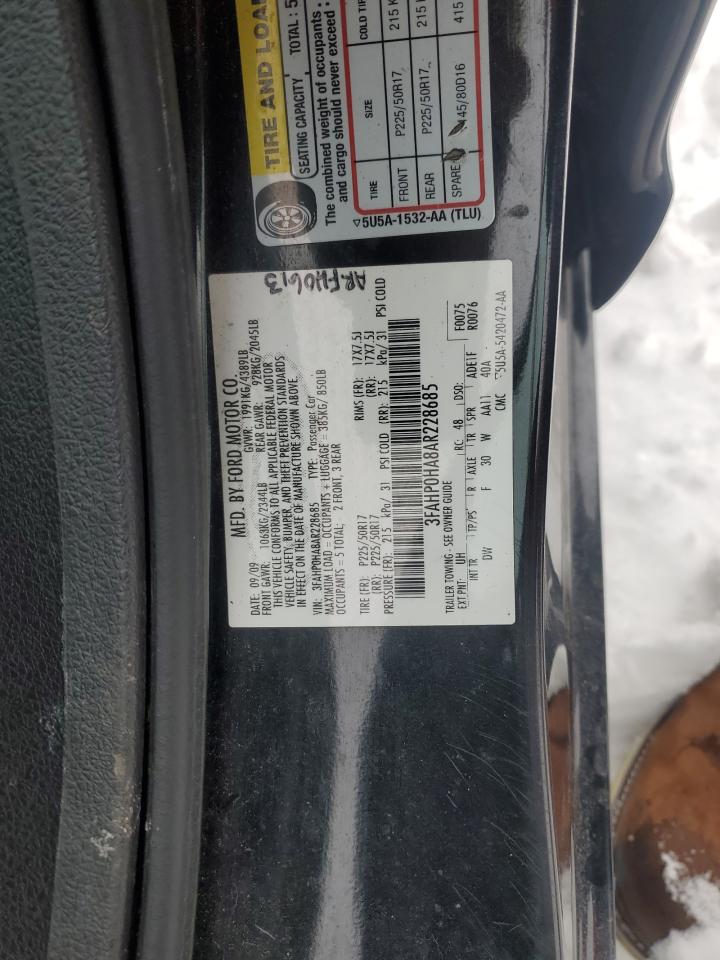 TIRE AND LOA
SEATING CAPACITY TOTAL : 5
The combined weight of occupants
and cargo should never exceed :
TIRE SIZE COLD TI
FRONT P225/50R17 215 K
REAR P225/50R17 215 K
SPARE 145/80D16 415
5U5A-1532-AA (TLU)
MFD. BY FORD MOTOR CO.
DATE: 09/09 GVWR: 1991KG/4389LB
FRONT GAWR: 1063KG/2344LB REAR GAWR: 928KG/2045LB
THIS VEHICLE CONFORMS TO ALL APPLICABLE FEDERAL MOTOR
VEHICLE SAFETY, BUMPER, AND THEFT PREVENTION STANDARDS
IN EFFECT ON THE DATE OF MANUFACTURE SHOWN ABOVE.
VIN: 3FAHP0HA8AR228685 TYPE: Passenger Car
MAXIMUM LOAD = OCCUPANTS + LUGGAGE = 385KG/ 850LB
OCCUPANTS = 5 TOTAL: 2 FRONT, 3 REAR
TIRE (FR): P225/50R17 RIMS (FR): 17X7.5J
(RR): P225/50R17 (RR): 17X7.5J
PRESSURE (FR): 215 kPa/ 31 PSI COLD (RR): 215 kPa/ 31 PSI COLD
3FAHP0HA8AR228685
TRAILER TOWING - SEE OWNER GUIDE
EXT PNT: UH RC: 48 DSO: F0075
R0076
INT TR TP/PS R AXLE TR SPR ADE1F
DW F 30 W AA11 40A
CMC 5U5A-5420472-AA